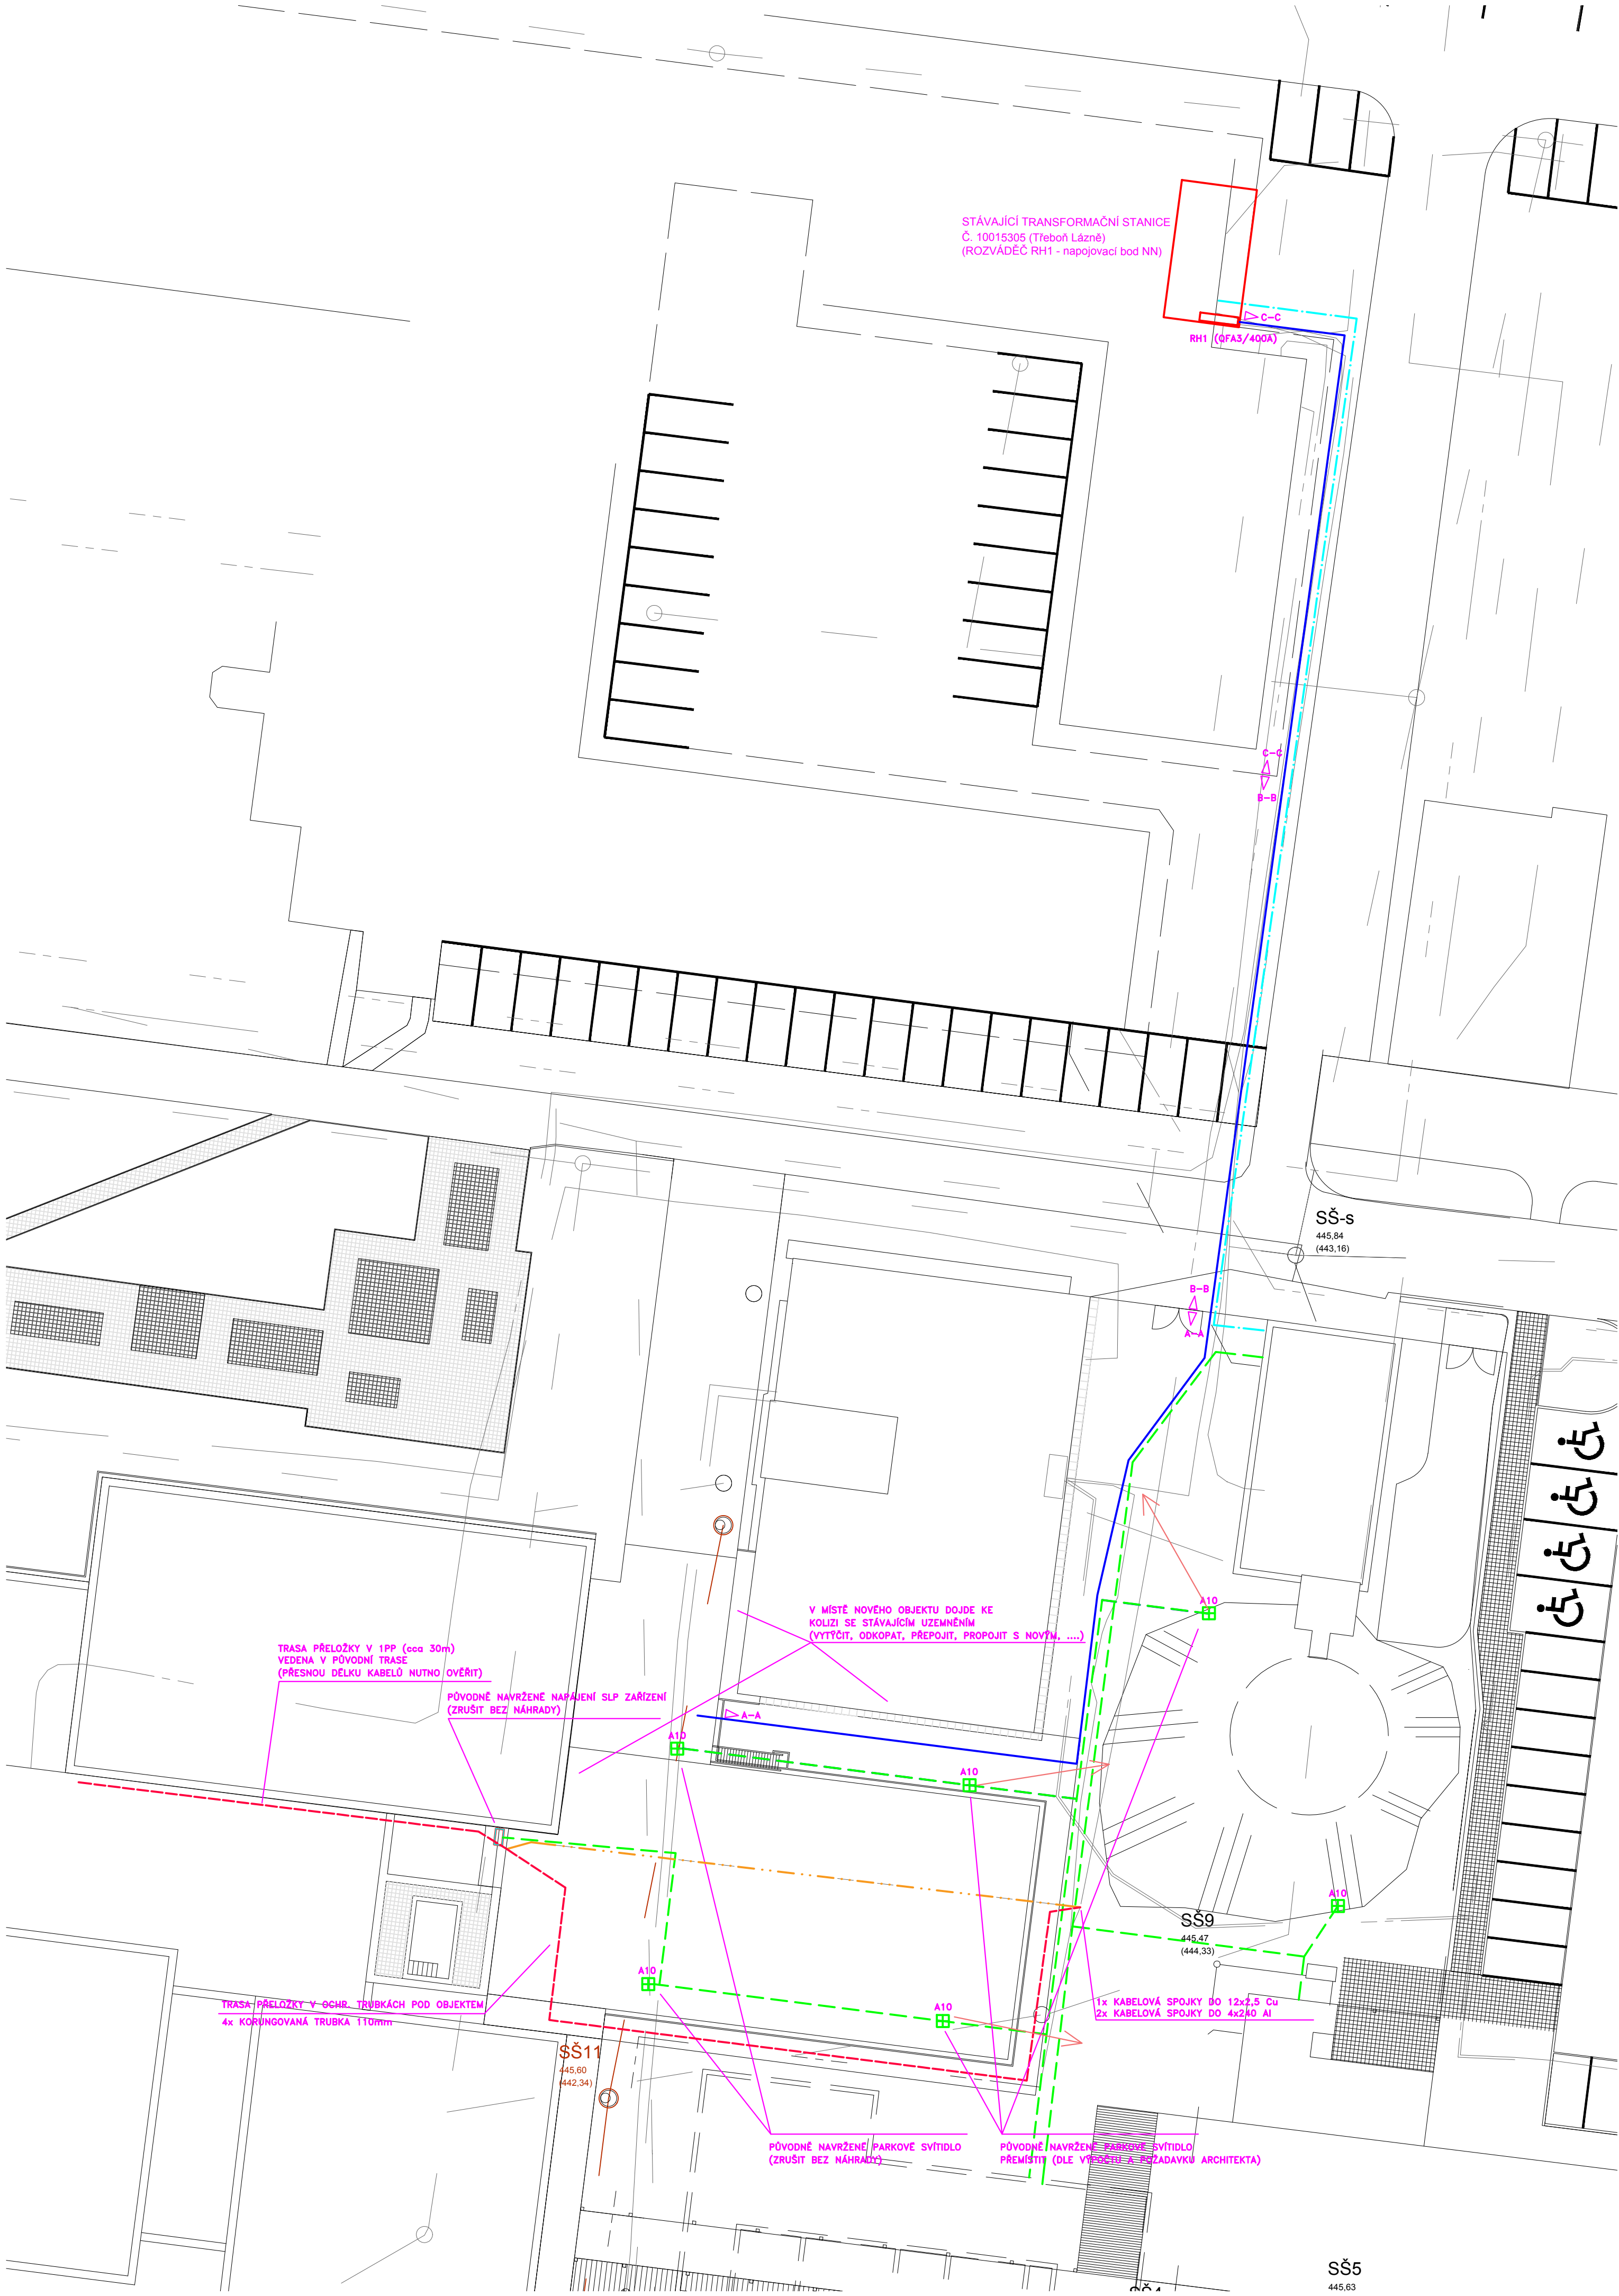 STÁVAJÍCÍ TRANSFORMAČNÍ STANICE
Č. 10015305 (Třeboň Lázně)
(ROZVÁDĚČ RH1 - napojovací bod NN)
C-C
RH1 (QFA3/400A)
C-C
B-B
SŠ-s
445,84
(443,16)
B-B
A-A
A10
V MÍSTĚ NOVÉHO OBJEKTU DOJDE KE
KOLIZI SE STÁVAJÍCÍM UZEMNĚNÍM
(VYTÝČIT, ODKOPAT, PŘEPOJIT, PROPOJIT S NOVÝM, ....)
TRASA PŘELOŽKY V 1PP (cca 30m)
VEDENA V PŮVODNÍ TRASE
(PŘESNOU DÉLKU KABELŮ NUTNO OVĚŘIT)
PŮVODNĚ NAVRŽENÉ NAPÁJENÍ SLP ZAŘÍZENÍ
(ZRUŠIT BEZ NÁHRADY)
A-A
A10
A10
A10
SŠ9
445,47
(444,33)
A10
A10
TRASA PŘELOŽKY V OCHR. TRUBKÁCH POD OBJEKTEM
4x KORUNGOVANÁ TRUBKA 110mm
1x KABELOVÁ SPOJKY DO 12x2,5 Cu
2x KABELOVÁ SPOJKY DO 4x240 Al
SŠ11
445,60
(442,34)
PŮVODNĚ NAVRŽENÉ PARKOVÉ SVÍTIDLO
(ZRUŠIT BEZ NÁHRADY)
PŮVODNĚ NAVRŽENÉ PARKOVÉ SVÍTIDLO
PŘEMÍSTIT (DLE VÝPOČTU A POŽADAVKU ARCHITEKTA)
SŠ5
445,63